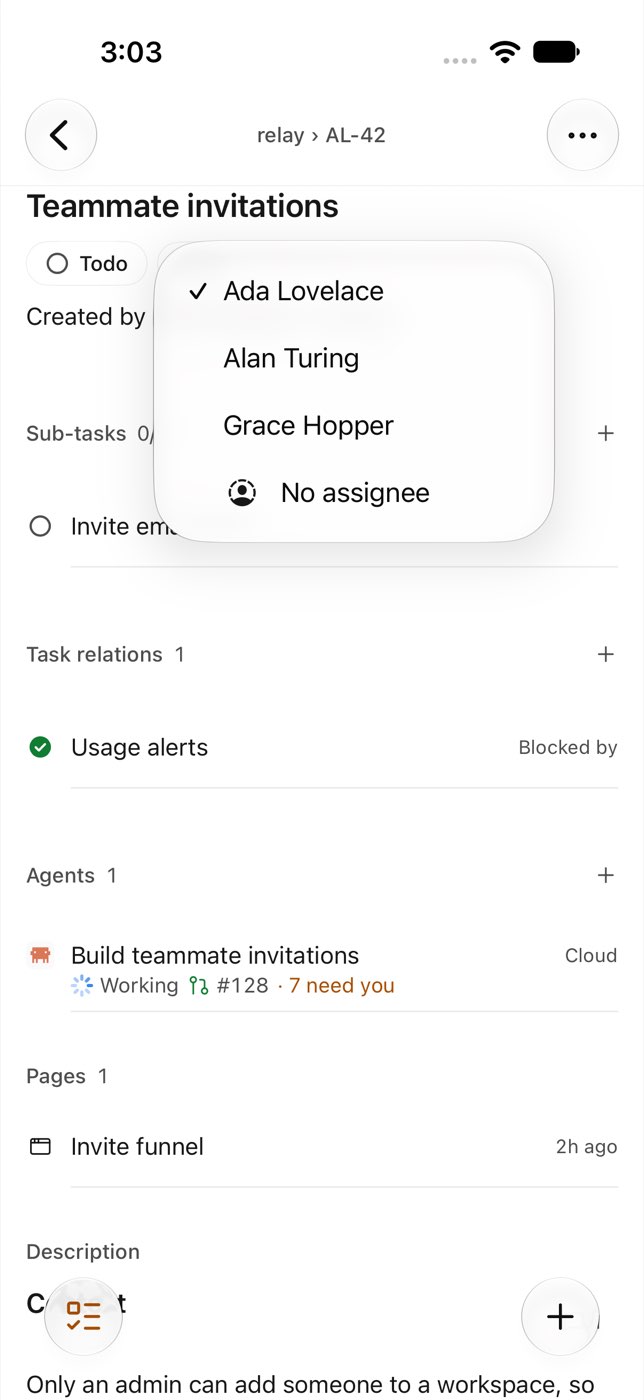 3:03
relay › AL-42
Teammate invitations
Todo
Ada Lovelace
Created by
Alan Turing
Grace Hopper
Sub-tasks 0/
No assignee
Invite
Task relations 1
Usage alerts
Blocked by
Agents 1
Build teammate invitations
Cloud
Working #128 · 7 need you
Pages 1
Invite funnel
2h ago
Description
Only an admin can add someone to a workspace, so